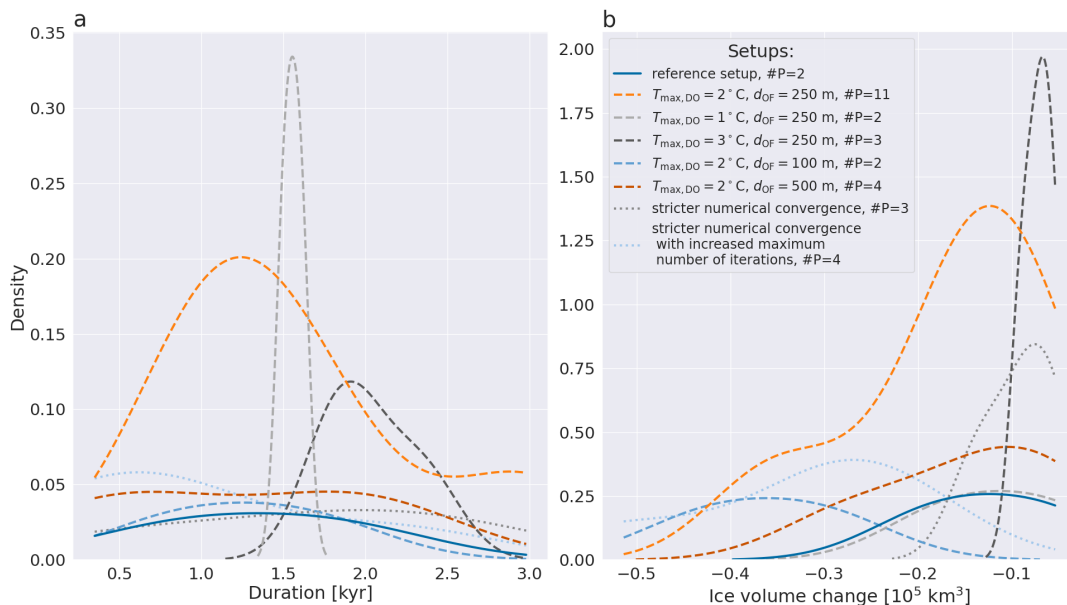 a
b
0.35
0.30
0.25
0.20
0.15
0.10
0.05
0.00
Density
0.5
1.0
1.5
2.0
2.5
3.0
Duration [kyr]
2.00
1.75
1.50
1.25
1.00
0.75
0.50
0.25
0.00
Setups:
reference setup, #P=2
T_max,DO = 2°C, d_OF = 250 m, #P=11
T_max,DO = 1°C, d_OF = 250 m, #P=2
T_max,DO = 3°C, d_OF = 250 m, #P=3
T_max,DO = 2°C, d_OF = 100 m, #P=2
T_max,DO = 2°C, d_OF = 500 m, #P=4
stricter numerical convergence, #P=3
stricter numerical convergence
with increased maximum
number of iterations, #P=4
−0.5
−0.4
−0.3
−0.2
−0.1
Ice volume change [10⁵ km³]